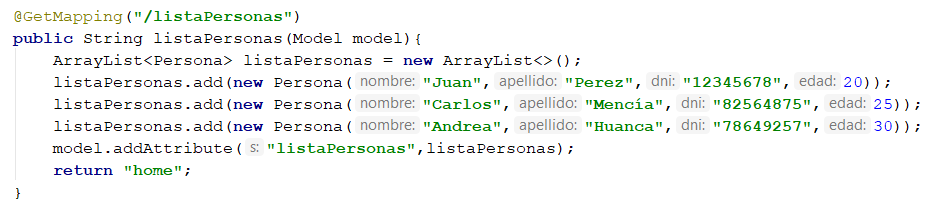 @GetMapping("/listaPersonas")
public String listaPersonas(Model model){
    ArrayList<Persona> listaPersonas = new ArrayList<>();
    listaPersonas.add(new Persona( nombre: "Juan", apellido: "Perez", dni: "12345678", edad: 20));
    listaPersonas.add(new Persona( nombre: "Carlos", apellido: "Mencía", dni: "82564875", edad: 25));
    listaPersonas.add(new Persona( nombre: "Andrea", apellido: "Huanca", dni: "78649257", edad: 30));
    model.addAttribute( s: "listaPersonas",listaPersonas);
    return "home";
}